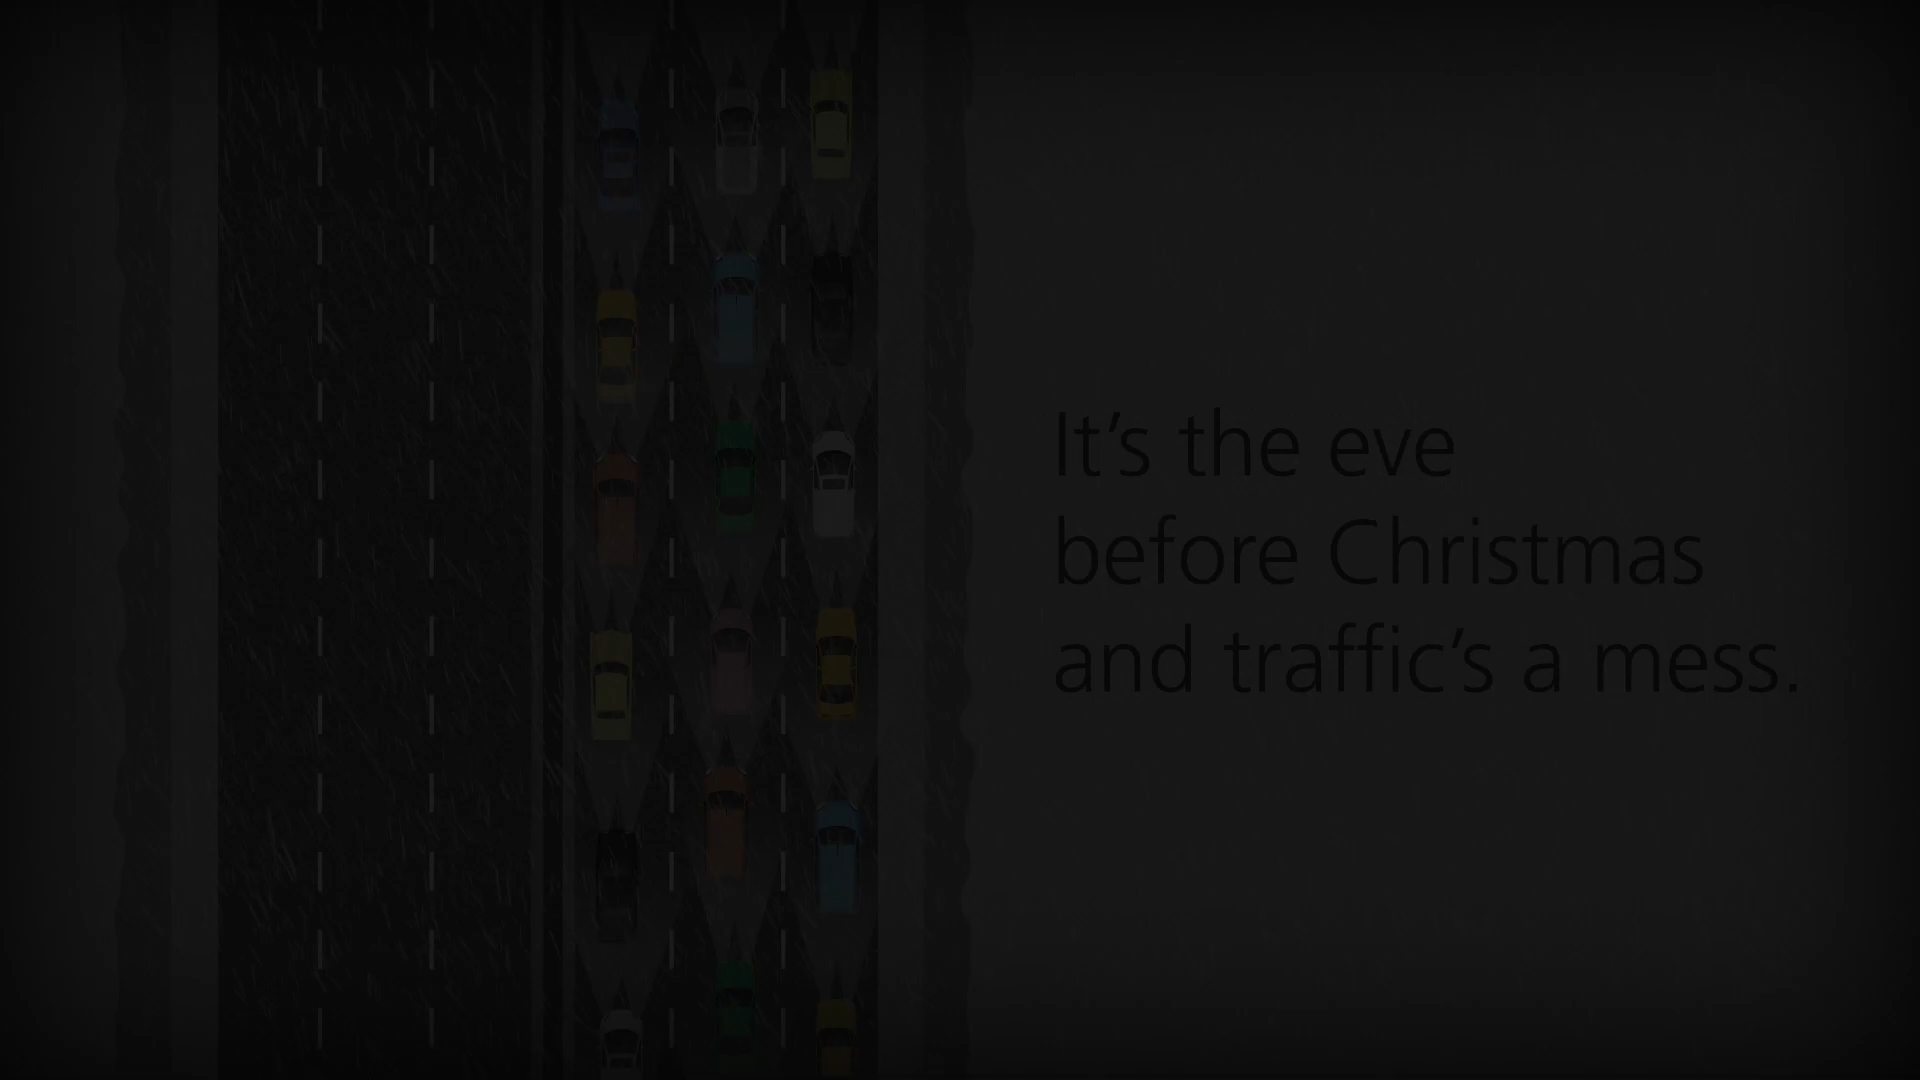 It’s the eve
before Christmas
and traffic’s a mess.